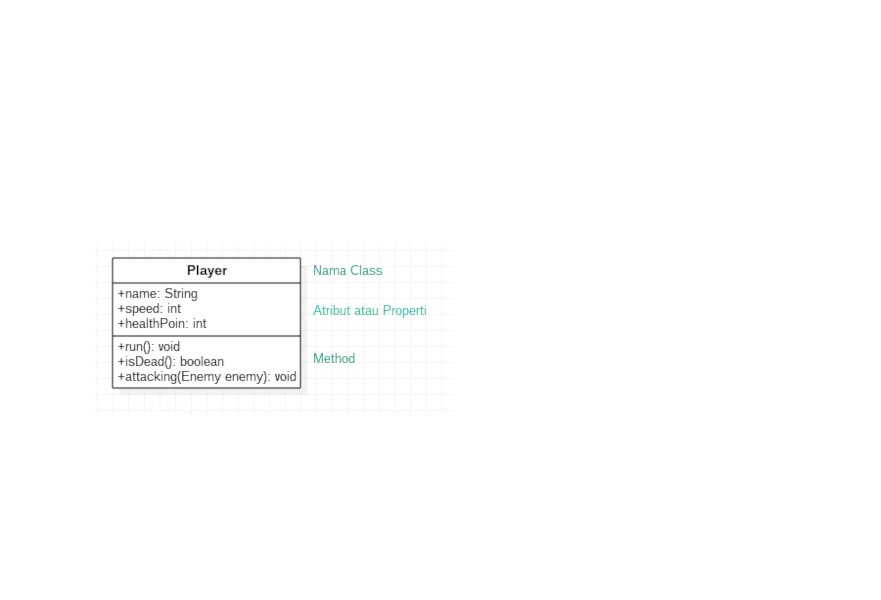 Player
Nama Class
+name: String
+speed: int
Atribut atau Properti
+healthPoin: int
+run(): void
+isDead(): boolean
Method
+attacking(Enemy enemy): void